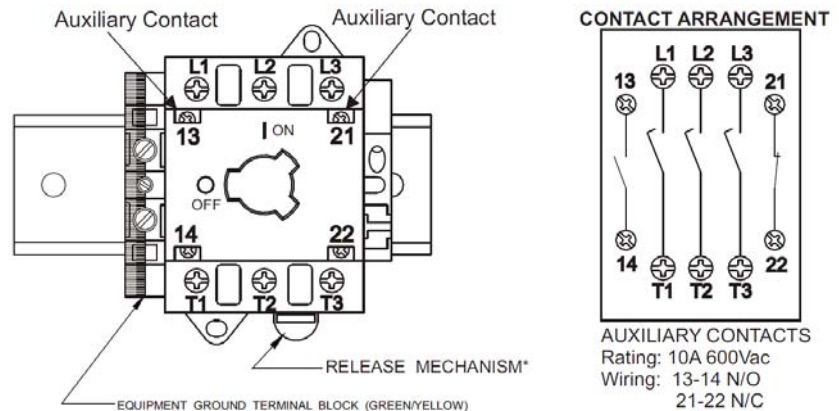 Auxiliary Contact
Auxiliary Contact
L1 L2 L3
13
21
ON
OFF
14
22
T1 T2 T3
RELEASE MECHANISM*
EQUIPMENT GROUND TERMINAL BLOCK (GREEN/YELLOW)
CONTACT ARRANGEMENT
L1 L2 L3
13
21
14
22
T1 T2 T3
AUXILIARY CONTACTS
Rating: 10A 600Vac
Wiring: 13-14 N/O
21-22 N/C